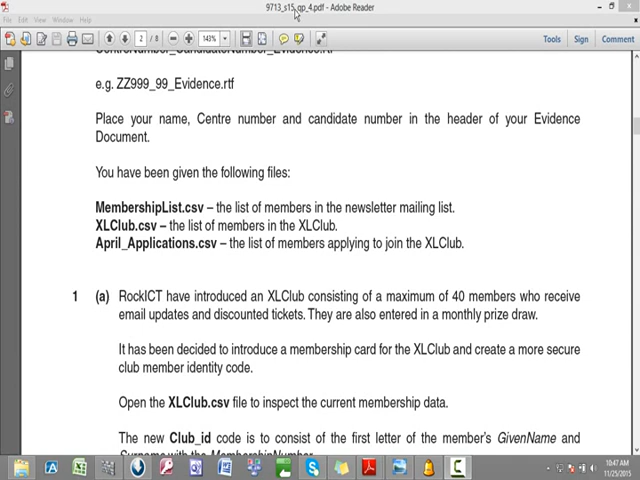 9713_s15_qp_4.pdf - Adobe Reader
File Edit View Window Help
2 / 8 143% Tools Sign Comment
e.g. ZZ999_99_Evidence.rtf
Place your name, Centre number and candidate number in the header of your Evidence
Document.
You have been given the following files:
MembershipList.csv – the list of members in the newsletter mailing list.
XLClub.csv – the list of members in the XLClub.
April_Applications.csv – the list of members applying to join the XLClub.
1 (a) RockICT have introduced an XLClub consisting of a maximum of 40 members who receive
email updates and discounted tickets. They are also entered in a monthly prize draw.
It has been decided to introduce a membership card for the XLClub and create a more secure
club member identity code.
Open the XLClub.csv file to inspect the current membership data.
The new Club_id code is to consist of the first letter of the member's GivenName and
Surname with the MembershipNumber.
10:47 AM
11/25/2015